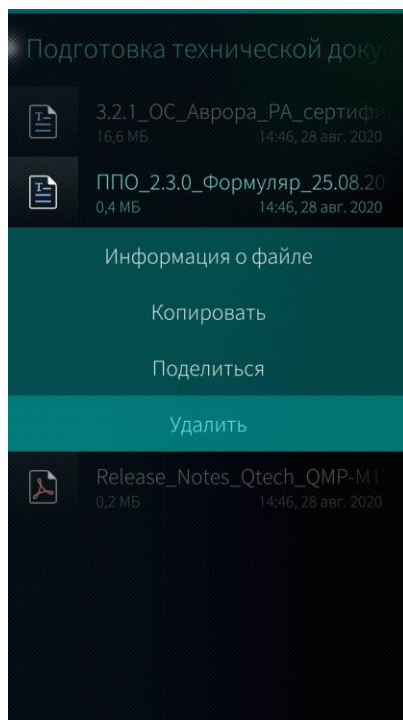 Подготовка технической доку
3.2.1_ОС_Аврора_РА_сертифи
16,6 МБ 14:46, 28 авг. 2020
ППО_2.3.0_Формуляр_25.08.20
0,4 МБ 14:46, 28 авг. 2020
Информация о файле
Копировать
Поделиться
Удалить
Release_Notes_Qtech_QMP-M1
0,2 МБ 14:46, 28 авг. 2020